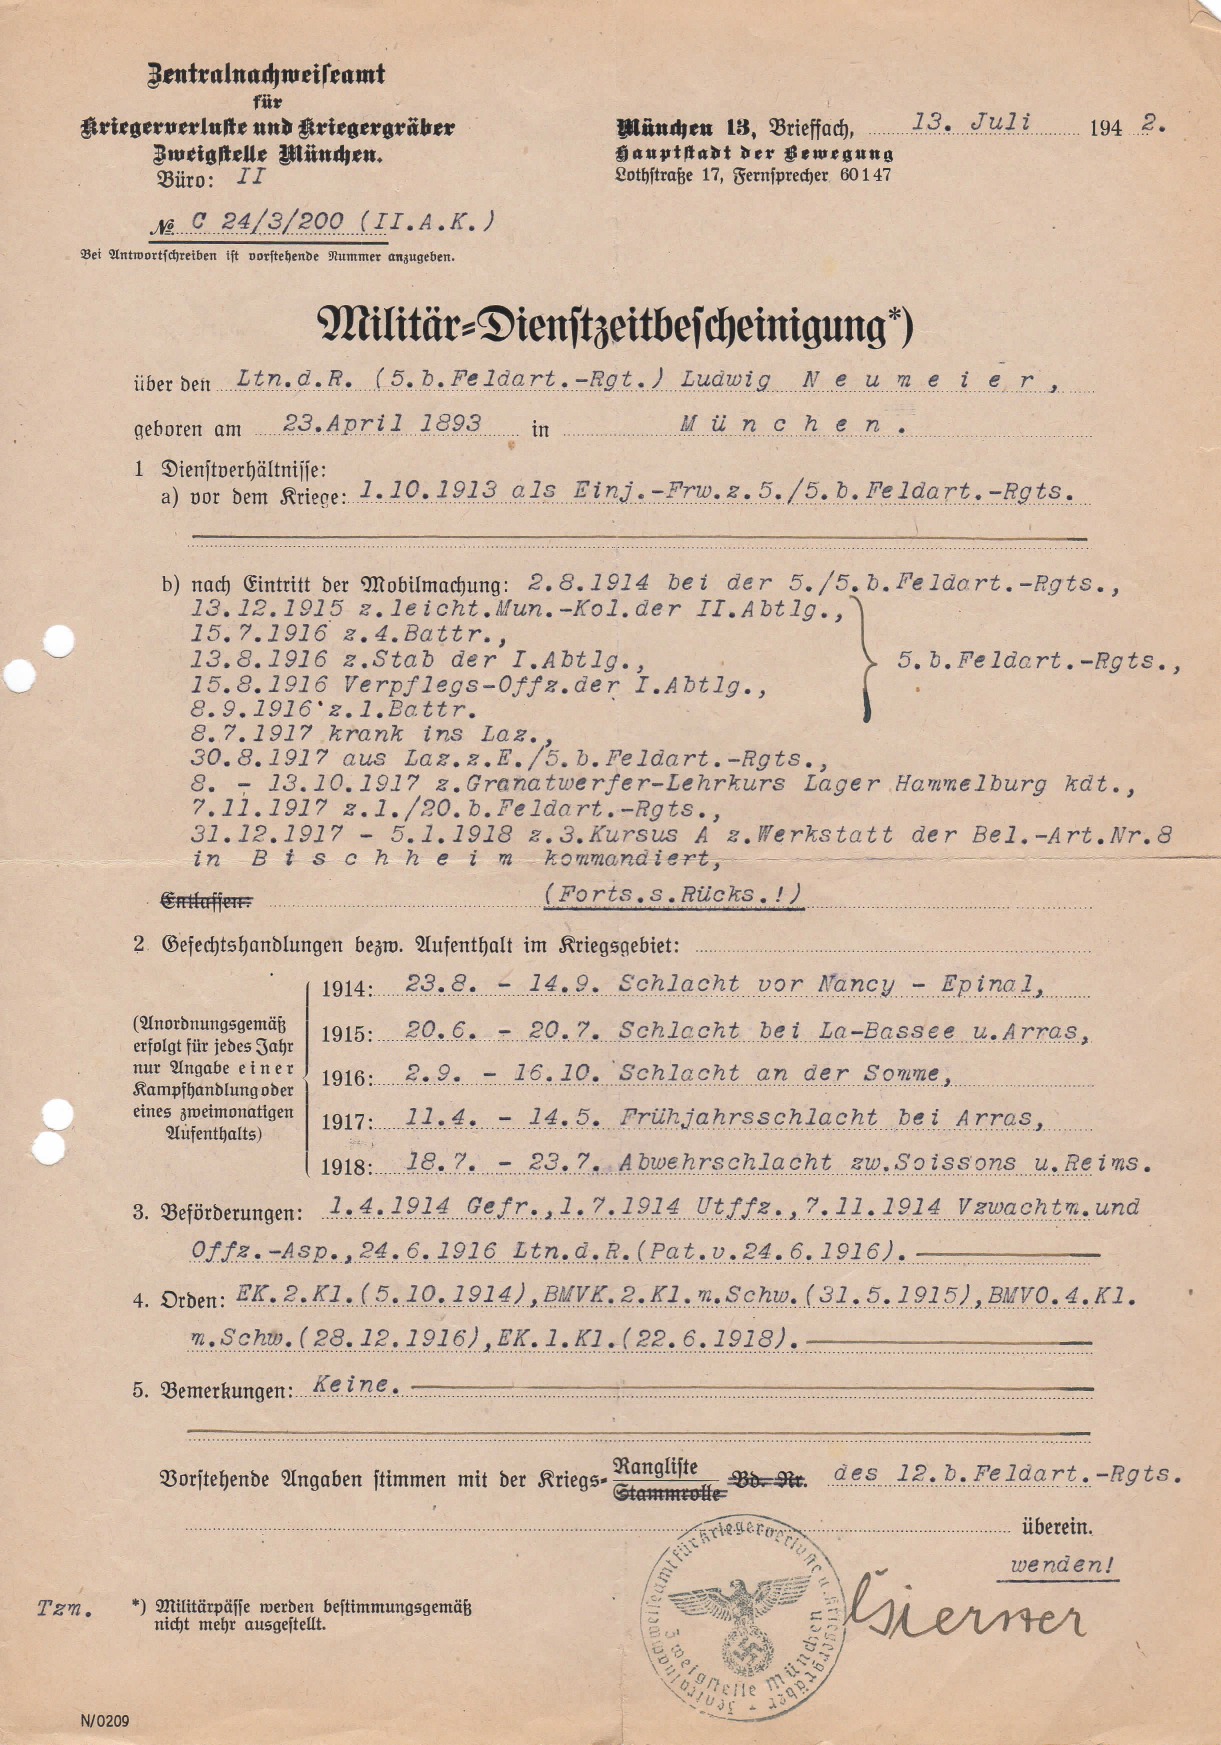 Zentralnachweiseamt
für
Kriegerverluste und Kriegergräber
Zweigstelle München.
Büro: II
№ C 24/3/200 (II.A.K.)
Bei Antwortschreiben ist vorstehende Nummer anzugeben.
München 13, Brieffach, 13. Juli 194 2.
Hauptstadt der Bewegung
Lothstraße 17, Fernsprecher 60147
Militär=Dienstzeitbescheinigung*)
über den Ltn.d.R. (5.b.Feldart.-Rgt.) Ludwig N e u m e i e r ,
geboren am 23.April 1893 in M ü n c h e n .
1 Dienstverhältnisse:
a) vor dem Kriege: 1.10.1913 als Einj.-Frw.z.5./5.b.Feldart.-Rgts.
b) nach Eintritt der Mobilmachung: 2.8.1914 bei der 5./5.b.Feldart.-Rgts.,
13.12.1915 z.leicht.Mun.-Kol.der II.Abtlg.,
15.7.1916 z.4.Battr.,
13.8.1916 z.Stab der I.Abtlg., 5.b.Feldart.-Rgts.,
15.8.1916 Verpflegs-Offz.der I.Abtlg.,
8.9.1916 z.1.Battr.
8.7.1917 krank ins Laz.,
30.8.1917 aus Laz.z.E./5.b.Feldart.-Rgts.,
8. - 13.10.1917 z.Granatwerfer-Lehrkurs Lager Hammelburg kdt.,
7.11.1917 z.1./20.b.Feldart.-Rgts.,
31.12.1917 - 5.1.1918 z.3.Kursus A z.Werkstatt der Bel.-Art.Nr.8
in B i s c h h e i m kommandiert,
Entlassen: (Forts.s.Rücks.!)
2 Gefechtshandlungen bezw. Aufenthalt im Kriegsgebiet:
(Anordnungsgemäß erfolgt für jedes Jahr nur Angabe einer Kampfhandlung oder eines zweimonatigen Aufenthalts)
1914: 23.8. - 14.9. Schlacht vor Nancy - Epinal,
1915: 20.6. - 20.7. Schlacht bei La-Bassee u.Arras,
1916: 2.9. - 16.10. Schlacht an der Somme,
1917: 11.4. - 14.5. Frühjahrsschlacht bei Arras,
1918: 18.7. - 23.7. Abwehrschlacht zw.Soissons u.Reims.
3. Beförderungen: 1.4.1914 Gefr.,1.7.1914 Utffz.,7.11.1914 Vzwachtm.und
Offz.-Asp.,24.6.1916 Ltn.d.R.(Pat.v.24.6.1916).
4. Orden: EK.2.Kl.(5.10.1914),BMVK.2.Kl.m.Schw.(31.5.1915),BMVO.4.Kl.
m.Schw.(28.12.1916),EK.1.Kl.(22.6.1918).
5. Bemerkungen: Keine.
Vorstehende Angaben stimmen mit der Kriegs= Rangliste Stammrolle Bd. Nr. des 12.b.Feldart.-Rgts.
überein.
wenden!
Zentralnachweiseamt für Kriegerverluste u. Kriegergräber
Zweigstelle München
Tzm.
*) Militärpässe werden bestimmungsgemäß
nicht mehr ausgestellt.
N/0209